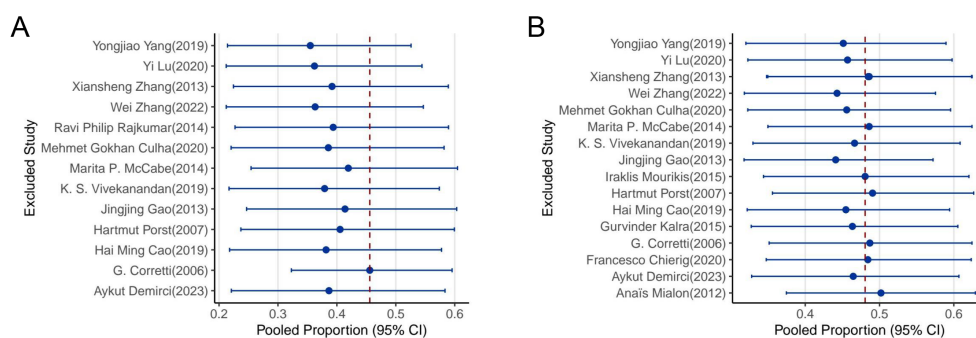 A
Excluded Study
Yongjiao Yang(2019)
Yi Lu(2020)
Xiansheng Zhang(2013)
Wei Zhang(2022)
Ravi Philip Rajkumar(2014)
Mehmet Gokhan Culha(2020)
Marita P. McCabe(2014)
K. S. Vivekanandan(2019)
Jingjing Gao(2013)
Hartmut Porst(2007)
Hai Ming Cao(2019)
G. Corretti(2006)
Aykut Demirci(2023)
0.2 0.3 0.4 0.5 0.6
Pooled Proportion (95% CI)
B
Excluded Study
Yongjiao Yang(2019)
Yi Lu(2020)
Xiansheng Zhang(2013)
Wei Zhang(2022)
Mehmet Gokhan Culha(2020)
Marita P. McCabe(2014)
K. S. Vivekanandan(2019)
Jingjing Gao(2013)
Iraklis Mourikis(2015)
Hartmut Porst(2007)
Hai Ming Cao(2019)
Gurvinder Kalra(2015)
G. Corretti(2006)
Francesco Chierig(2020)
Aykut Demirci(2023)
Anaïs Mialon(2012)
0.4 0.5 0.6
Pooled Proportion (95% CI)